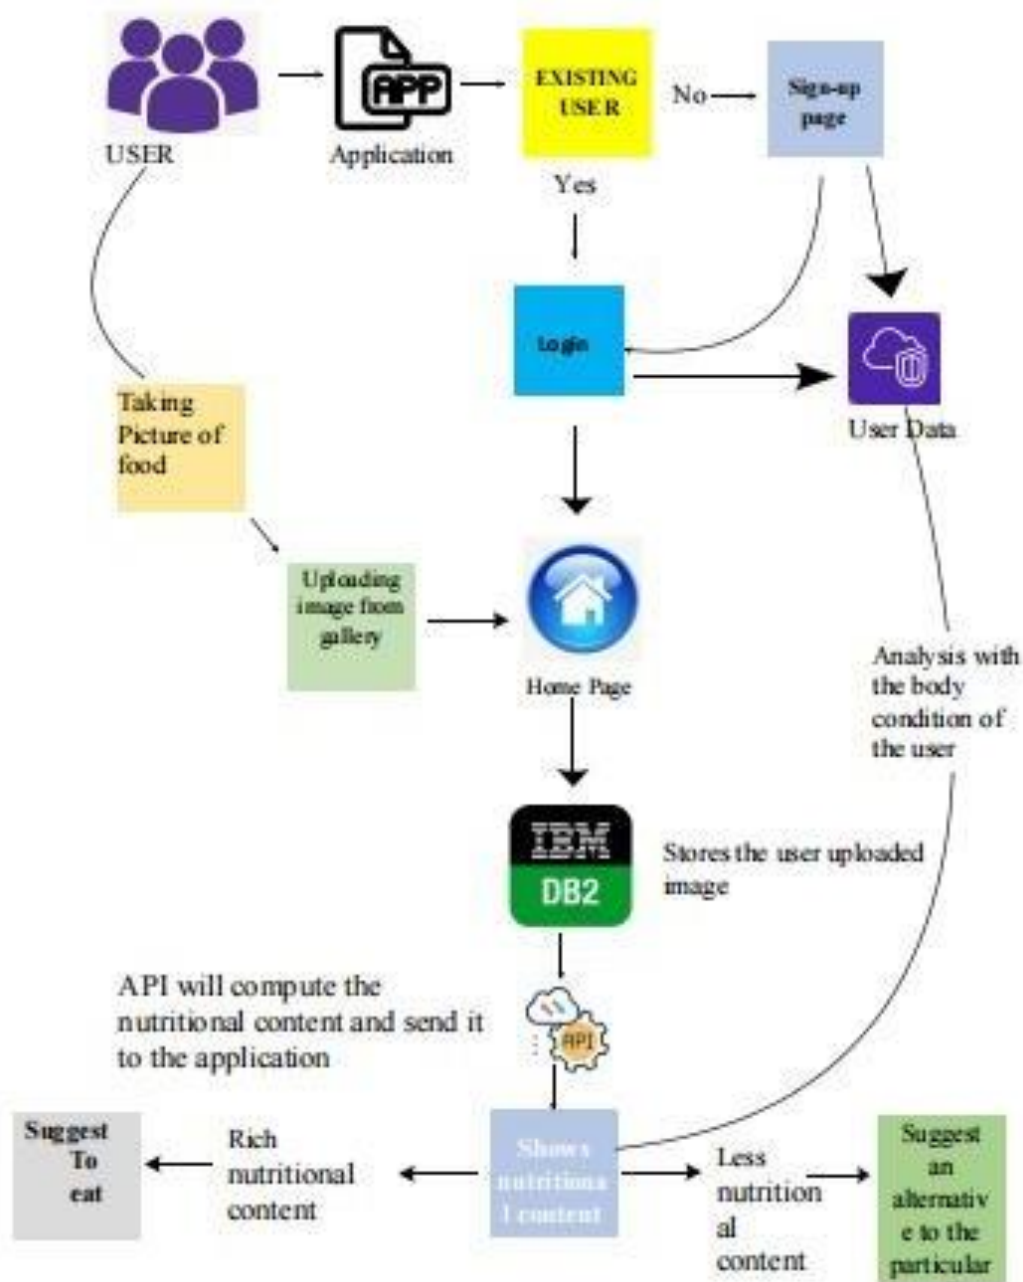 APP
EXISTING
USER
No
Sign-up
page
USER
Application
Yes
Login
User Data
Taking
Picture of
food
Uploading
image from
gallery
Home Page
Analysis with
the body
condition of
the user
IBM
DB2
Stores the user uploaded
image
API will compute the
nutritional content and send it
to the application
API
Suggest
To
eat
Rich
nutritional
content
Shows
nutritiona
l content
Less
nutrition
al
content
Suggest
an
alternativ
e to the
particular